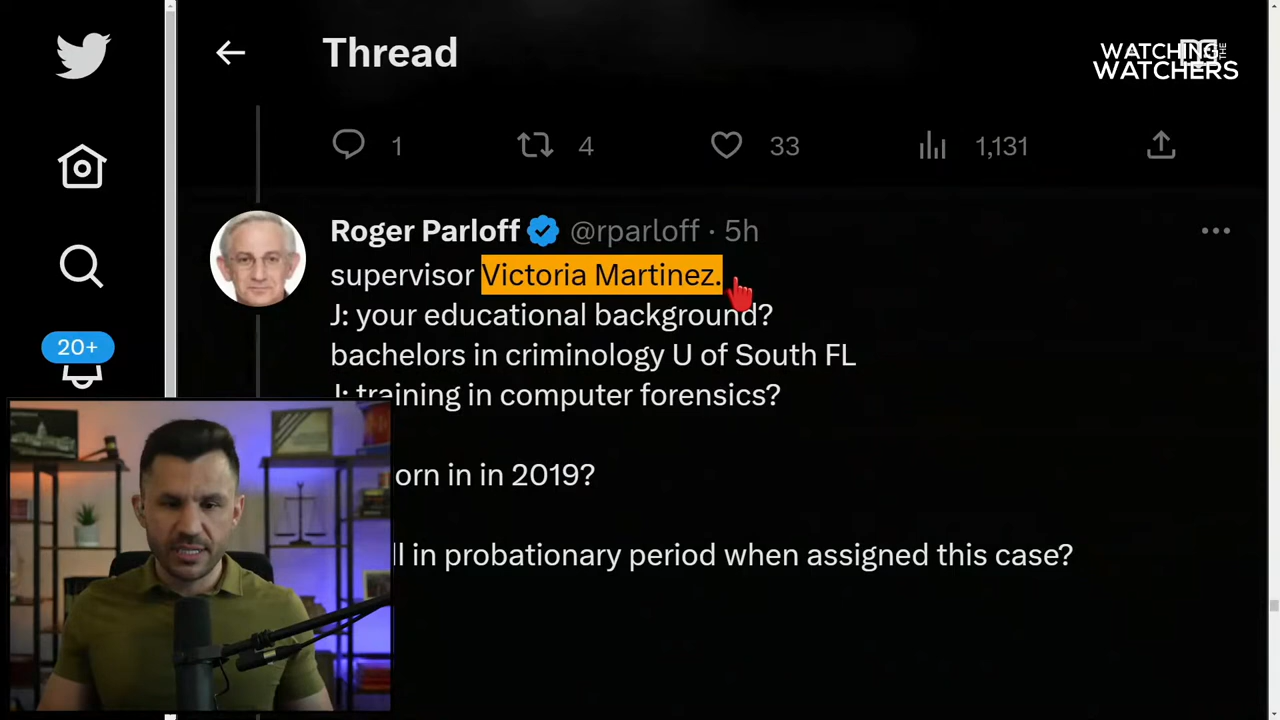 Thread
WATCHING THE
WATCHERS
1 4 33 1,131
Roger Parloff @rparloff · 5h
supervisor Victoria Martinez.
J: your educational background?
bachelors in criminology U of South FL
J: training in computer forensics?
20+
orn in in 2019?
ll in probationary period when assigned this case?